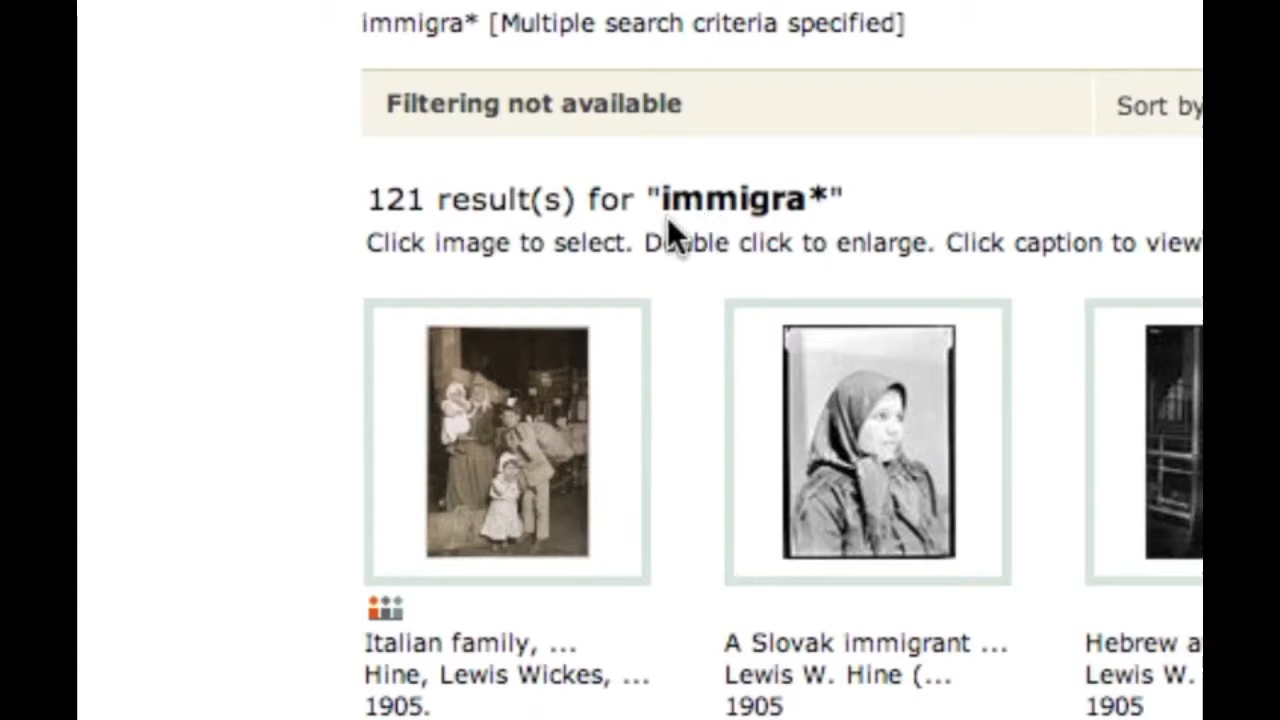 immigra* [Multiple search criteria specified]
Filtering not available
Sort by
121 result(s) for "immigra*"
Click image to select. Double click to enlarge. Click caption to view
Italian family, ...
Hine, Lewis Wickes, ...
1905.
A Slovak immigrant ...
Lewis W. Hine (...
1905
Hebrew a
Lewis W.
1905